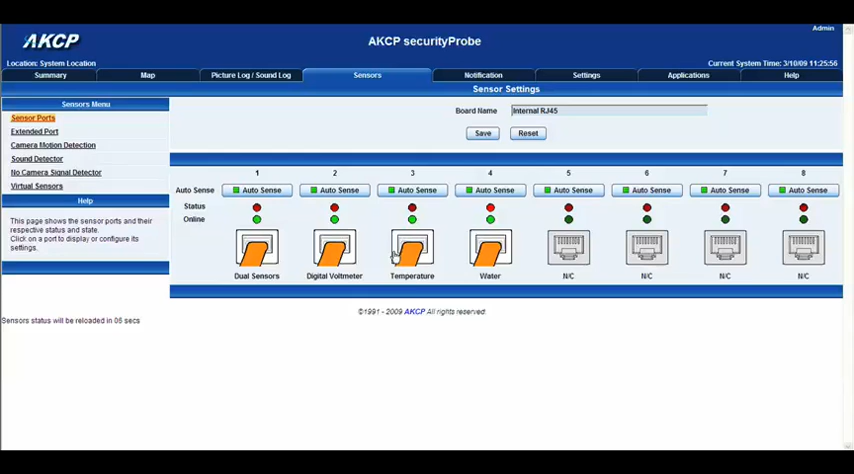 Admin
AKCP
AKCP securityProbe
Location: System Location
Current System Time: 3/10/09 11:25:56
Summary Map Picture Log / Sound Log Sensors Notification Settings Applications Help
Sensors Menu
Sensor Settings
Sensor Ports
Extended Port
Camera Motion Detection
Sound Detector
No Camera Signal Detector
Virtual Sensors
Help
This page shows the sensor ports and their
respective status and state.
Click on a port to display or configure its
settings.
Board Name Internal RJ45
Save Reset
1 2 3 4 5 6 7 8
Auto Sense Auto Sense Auto Sense Auto Sense Auto Sense Auto Sense Auto Sense Auto Sense Auto Sense
Status
Online
Dual Sensors Digital Voltmeter Temperature Water N/C N/C N/C N/C
©1991 - 2009 AKCP All rights reserved.
Sensors status will be reloaded in 06 secs